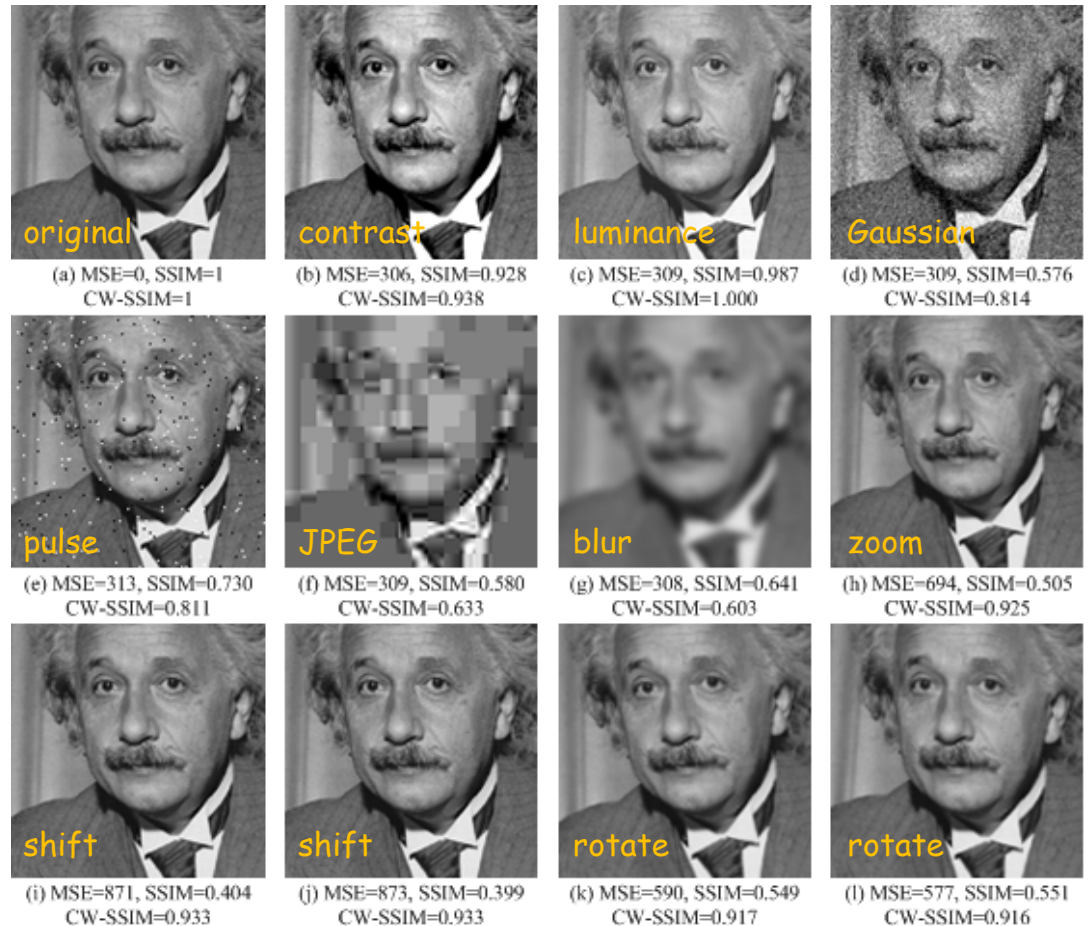 original
contrast
luminance
Gaussian
(a) MSE=0, SSIM=1
CW-SSIM=1
(b) MSE=306, SSIM=0.928
CW-SSIM=0.938
(c) MSE=309, SSIM=0.987
CW-SSIM=1.000
(d) MSE=309, SSIM=0.576
CW-SSIM=0.814
pulse
JPEG
blur
zoom
(e) MSE=313, SSIM=0.730
CW-SSIM=0.811
(f) MSE=309, SSIM=0.580
CW-SSIM=0.633
(g) MSE=308, SSIM=0.641
CW-SSIM=0.603
(h) MSE=694, SSIM=0.505
CW-SSIM=0.925
shift
shift
rotate
rotate
(i) MSE=871, SSIM=0.404
CW-SSIM=0.933
(j) MSE=873, SSIM=0.399
CW-SSIM=0.933
(k) MSE=590, SSIM=0.549
CW-SSIM=0.917
(l) MSE=577, SSIM=0.551
CW-SSIM=0.916